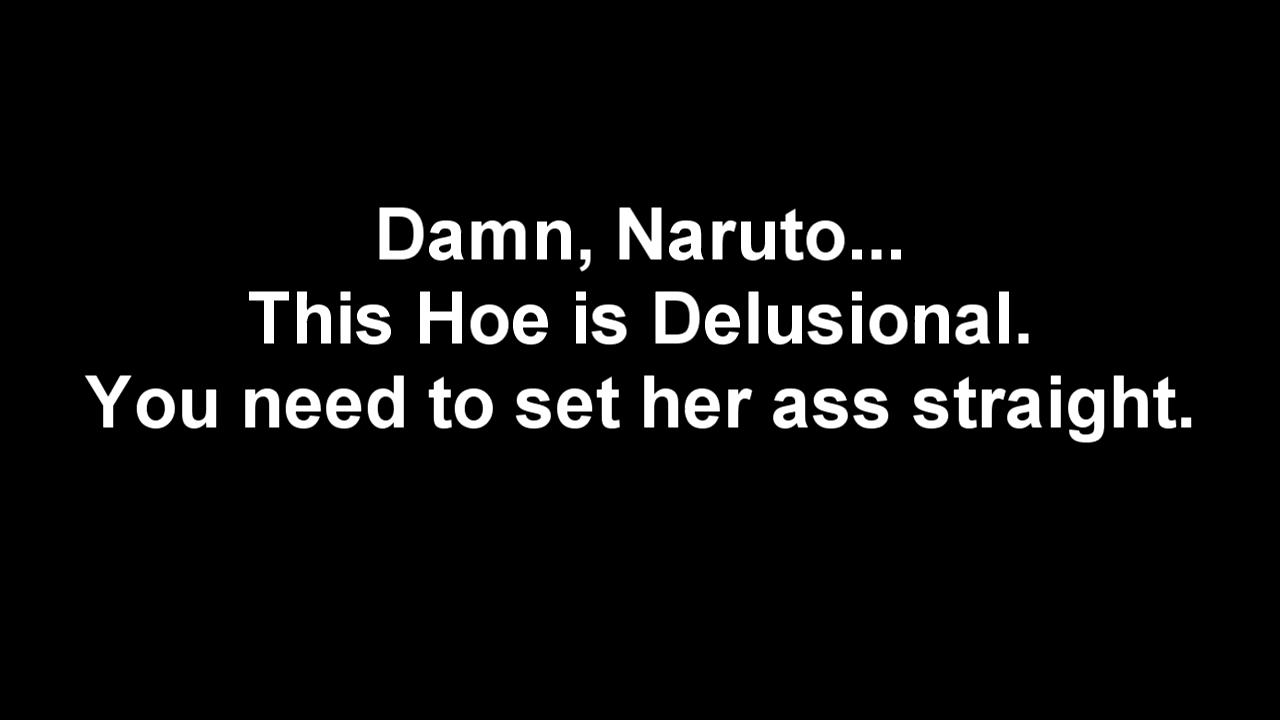 Damn, Naruto...
This Hoe is Delusional.
You need to set her ass straight.